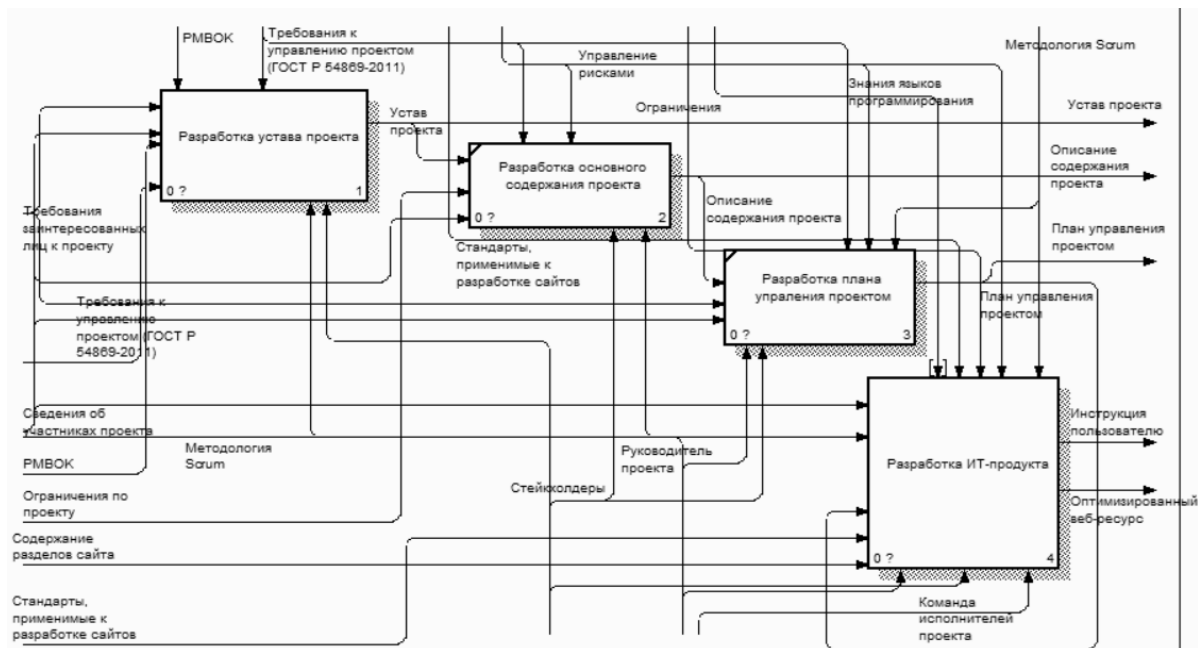 PMBOK
Требования к
управлению проектом
(ГОСТ Р 54869-2011)
Управление
рисками
Методология Scrum
Знания языков
программирования
Устав
проекта
Ограничения
Устав проекта
Разработка устава проекта
0 ?
1
Разработка основного
содержания проекта
0 ?
2
Описание
содержания
проекта
Описание
содержания проекта
Требования
заинтересованных
лиц к проекту
Стандарты,
применимые к
разработке сайтов
План управления
проектом
Разработка плана
упраления проектом
0 ?
3
План управления
проектом
Требования к
управлению
проектом (ГОСТ Р
54869-2011)
[ ]
Сведения об
участниках проекта
Методология
Scrum
Руководитель
проекта
Инструкция
пользователю
PMBOK
Разработка ИТ-продукта
0 ?
4
Стейкхолдеры
Ограничения по
проекту
Оптимизированный
веб-ресурс
Содержание
разделов сайта
Стандарты,
применимые к
разработке сайтов
Команда
исполнителей
проекта